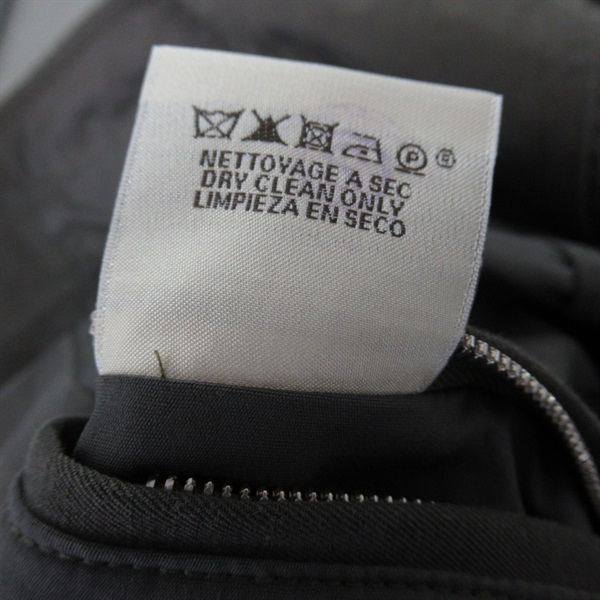 P
NETTOYAGE A SEC
DRY CLEAN ONLY
LIMPIEZA EN SECO